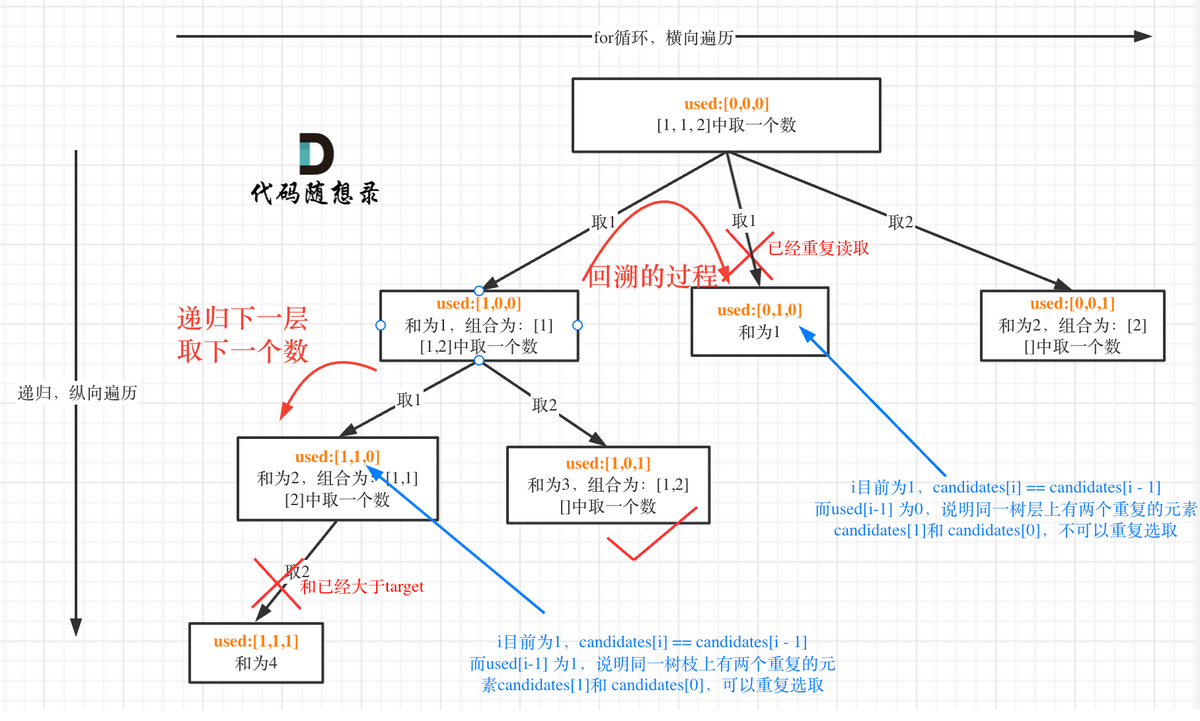 for循环，横向遍历
used:[0,0,0]
[1, 1, 2]中取一个数
代码随想录
取1
取1
取2
已经重复读取
回溯的过程
used:[1,0,0]
和为1，组合为：[1]
[1,2]中取一个数
used:[0,1,0]
和为1
used:[0,0,1]
和为2，组合为：[2]
[]中取一个数
递归下一层
取下一个数
递归，纵向遍历
取1
取2
used:[1,1,0]
和为2，组合为：[1,1]
[2]中取一个数
used:[1,0,1]
和为3，组合为：[1,2]
[]中取一个数
i目前为1，candidates[i] == candidates[i - 1]
而used[i-1] 为0，说明同一树层上有两个重复的元素
candidates[1]和 candidates[0]，不可以重复选取
取2
和已经大于target
used:[1,1,1]
和为4
i目前为1，candidates[i] == candidates[i - 1]
而used[i-1] 为1，说明同一树枝上有两个重复的元
素candidates[1]和 candidates[0]，可以重复选取